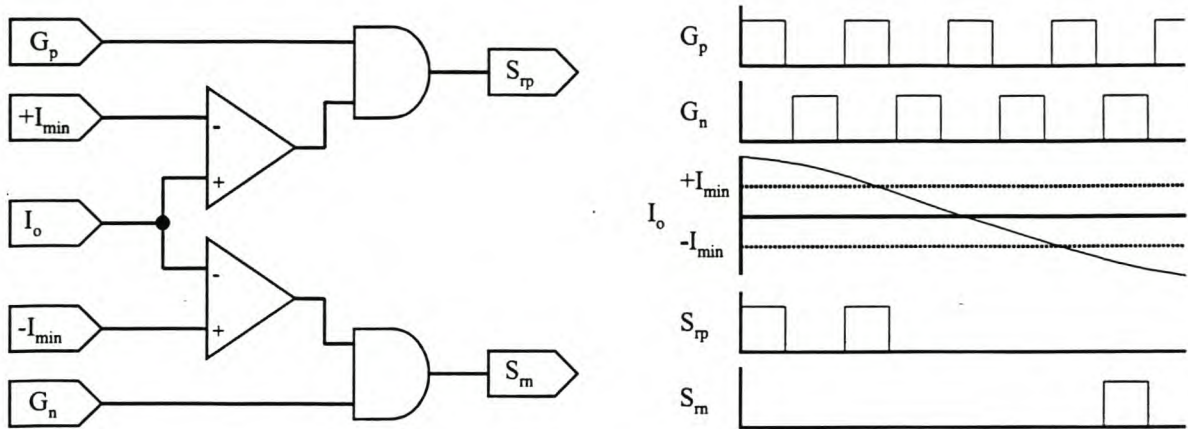 G_p
+I_min
I_o
-I_min
G_n
-
+
-
+
S_rp
S_rn
G_p
G_n
+I_min
I_o
-I_min
S_rp
S_rn